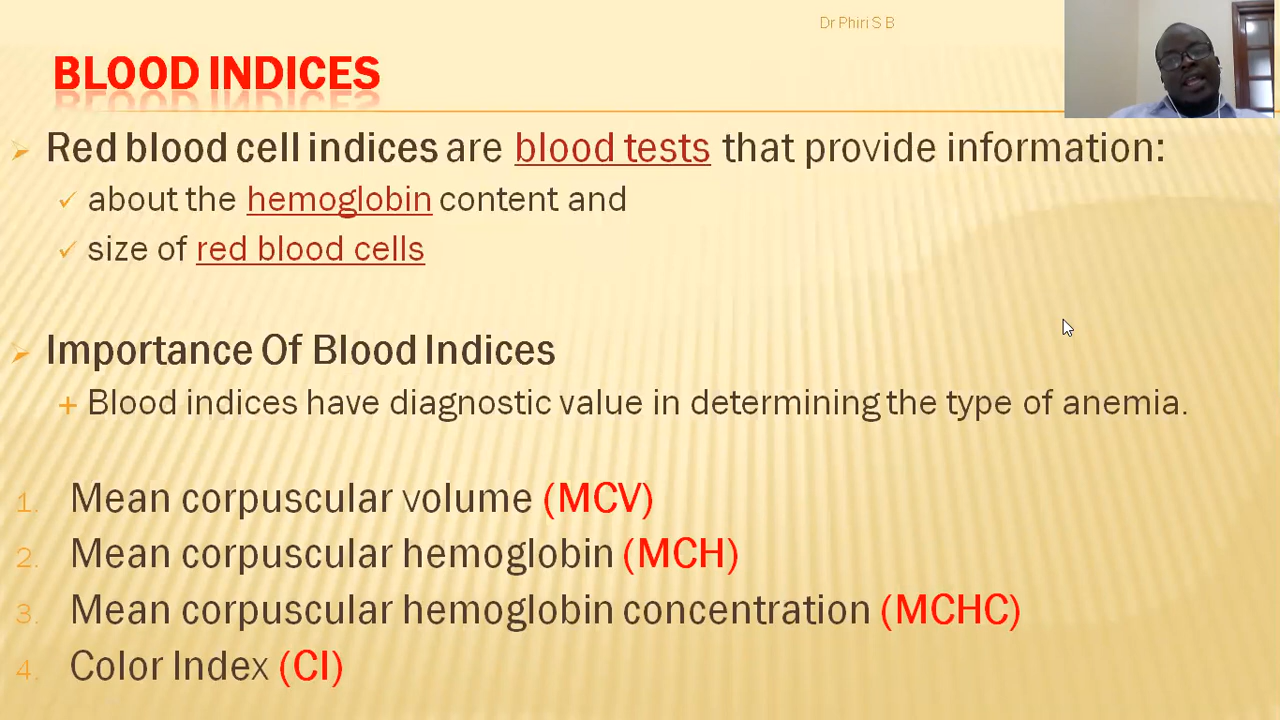 Dr Phiri S B
BLOOD INDICES
Red blood cell indices are blood tests that provide information:
about the hemoglobin content and
size of red blood cells
Importance Of Blood Indices
Blood indices have diagnostic value in determining the type of anemia.
1. Mean corpuscular volume (MCV)
2. Mean corpuscular hemoglobin (MCH)
3. Mean corpuscular hemoglobin concentration (MCHC)
4. Color Index (CI)